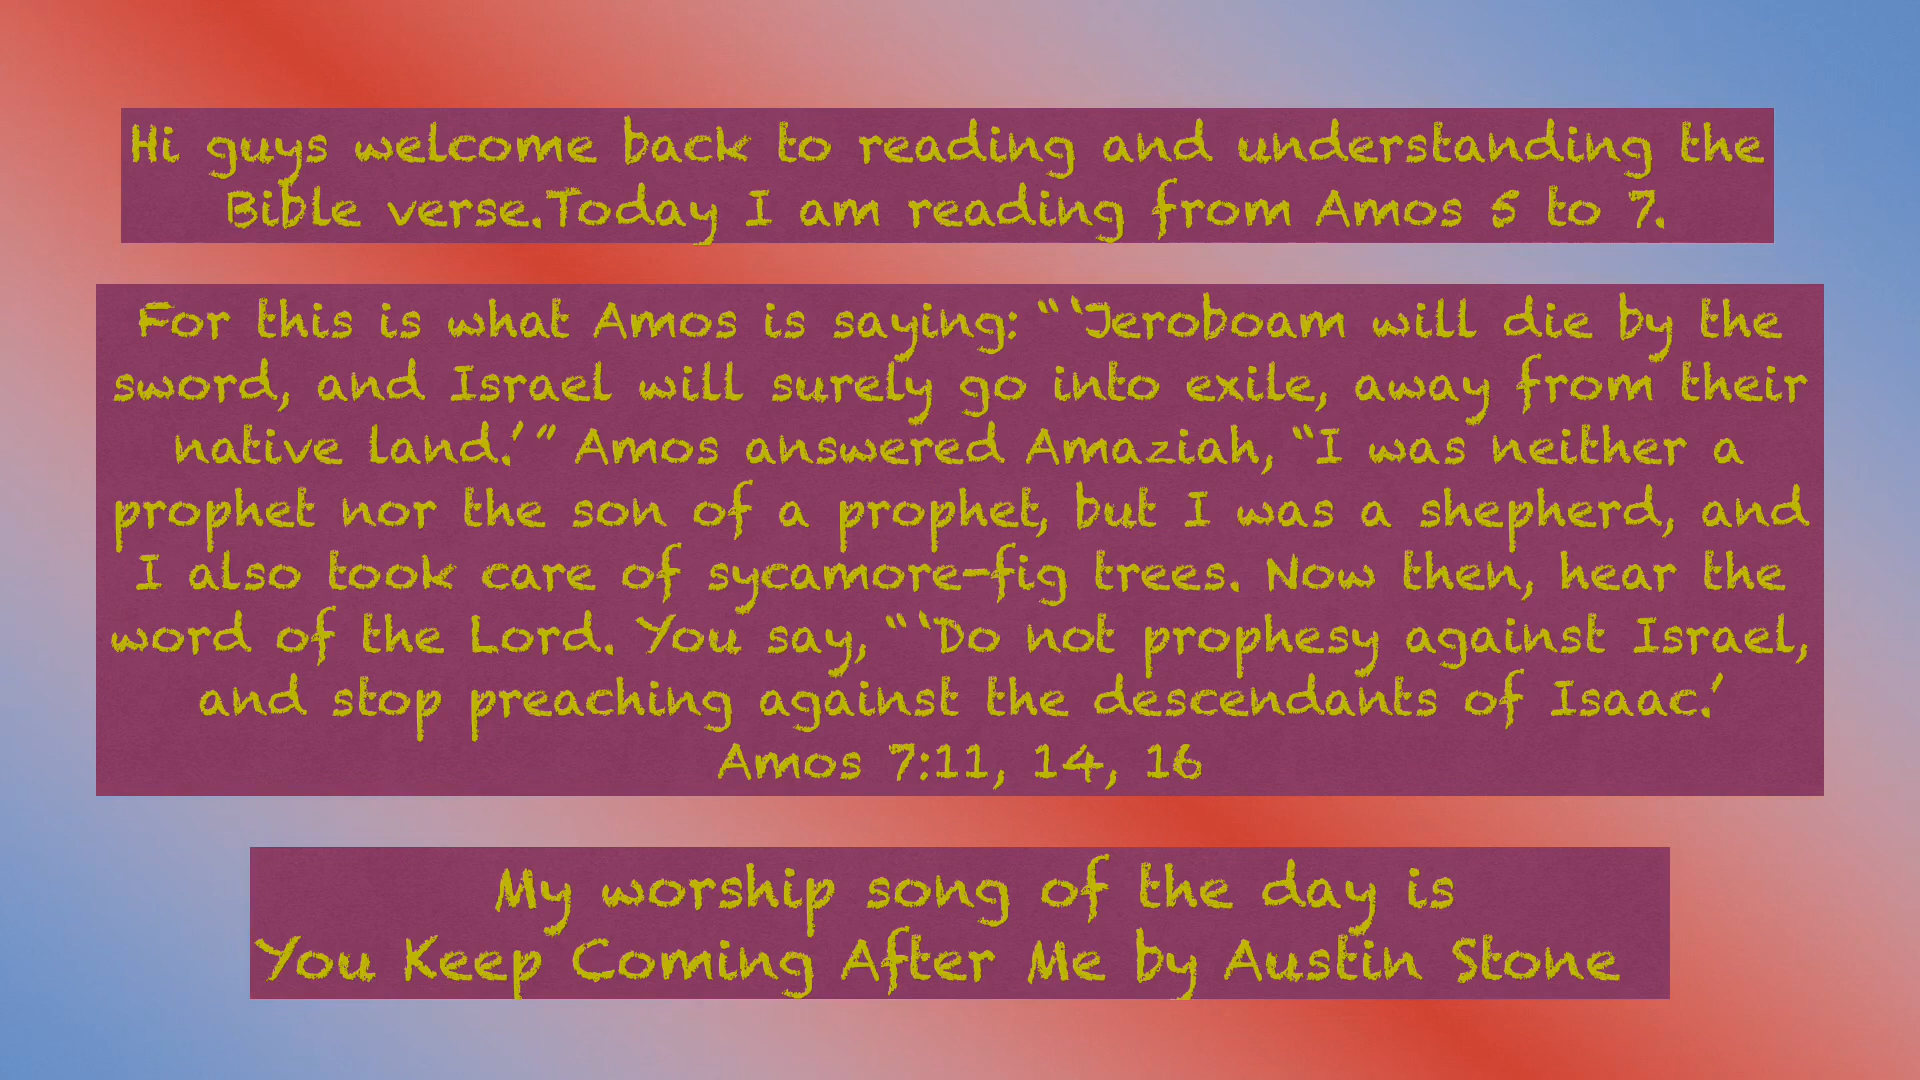 Hi guys welcome back to reading and understanding the
Bible verse.Today I am reading from Amos 5 to 7.
For this is what Amos is saying: “ ‘Jeroboam will die by the
sword, and Israel will surely go into exile, away from their
native land.’ ” Amos answered Amaziah, “I was neither a
prophet nor the son of a prophet, but I was a shepherd, and
I also took care of sycamore-fig trees. Now then, hear the
word of the Lord. You say, “ ‘Do not prophesy against Israel,
and stop preaching against the descendants of Isaac.’
Amos 7:11, 14, 16
My worship song of the day is
You Keep Coming After Me by Austin Stone